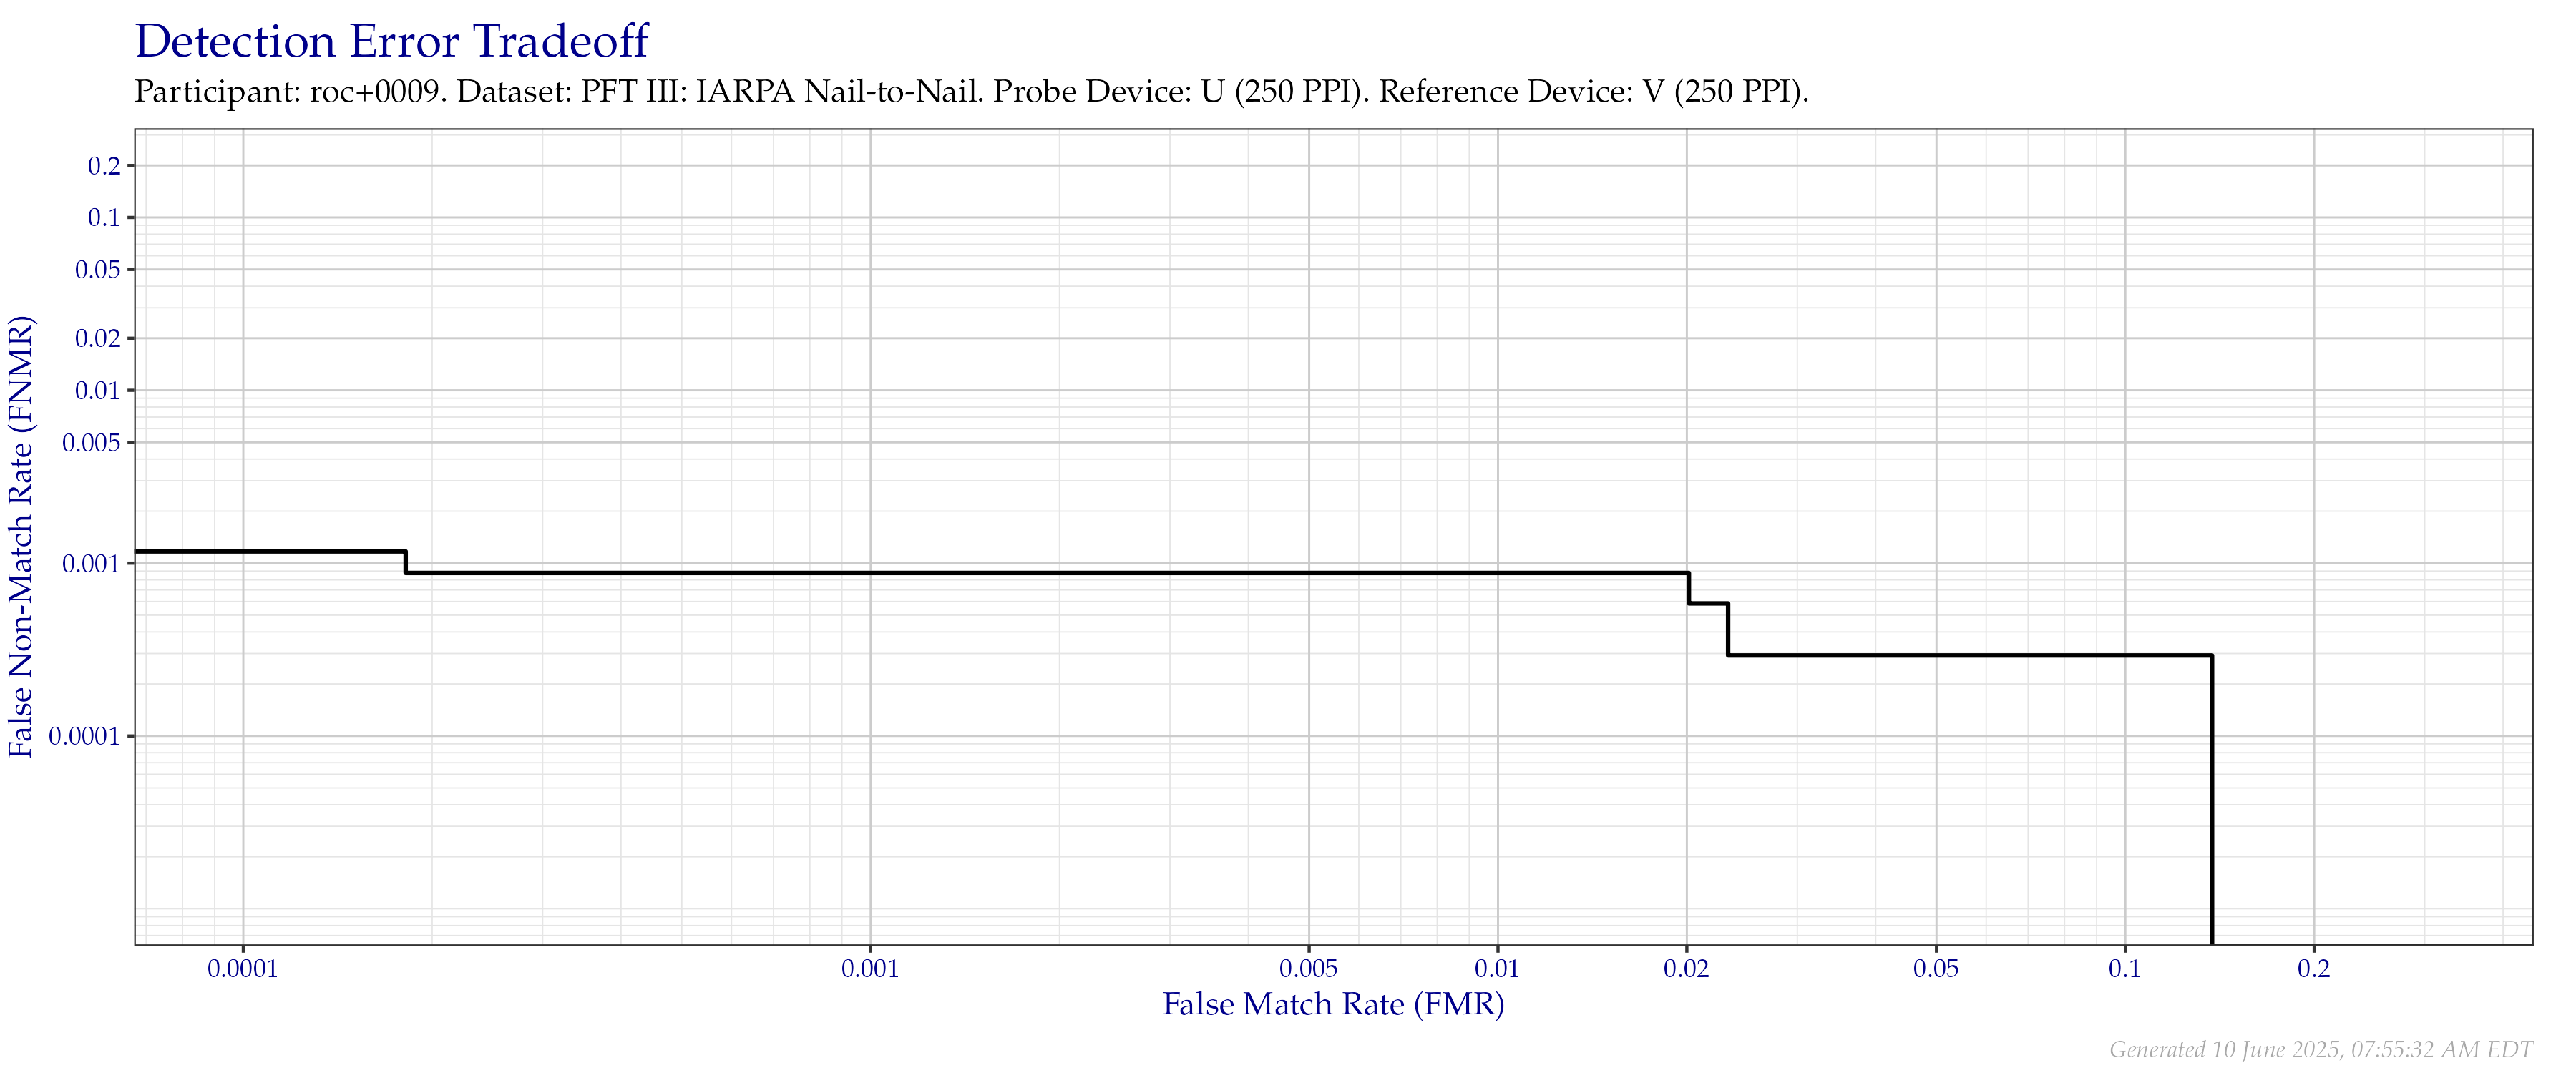 Detection Error Tradeoff
Participant: roc+0009. Dataset: PFT III: IARPA Nail-to-Nail. Probe Device: U (250 PPI). Reference Device: V (250 PPI).
False Non-Match Rate (FNMR)
0.2
0.1
0.05
0.02
0.01
0.005
0.001
0.0001
0.0001 0.001 0.005 0.01 0.02 0.05 0.1 0.2
False Match Rate (FMR)
Generated 10 June 2025, 07:55:32 AM EDT